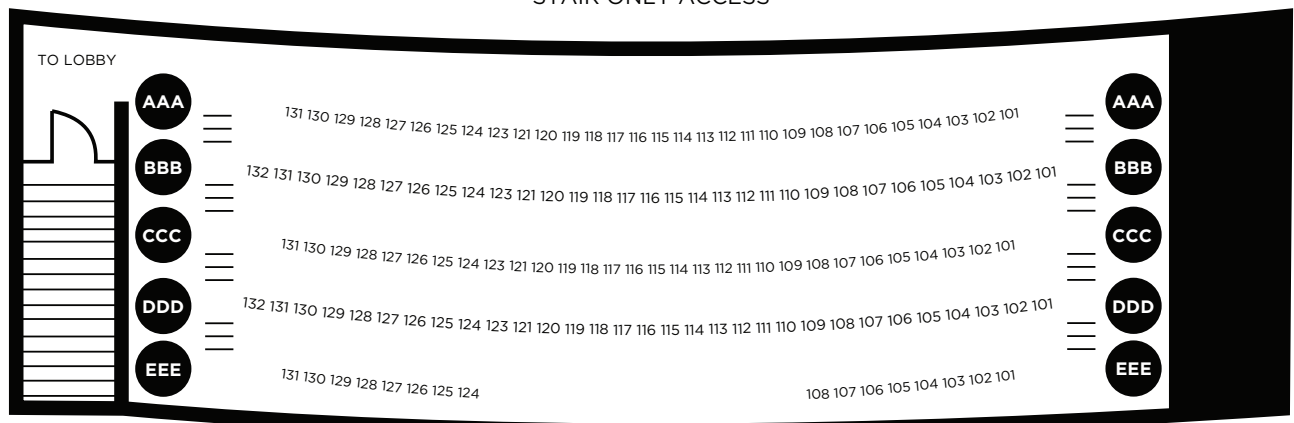 STAIR ONLY ACCESS
TO LOBBY
AAA 131 130 129 128 127 126 125 124 123 121 120 119 118 117 116 115 114 113 112 111 110 109 108 107 106 105 104 103 102 101 AAA
BBB 132 131 130 129 128 127 126 125 124 123 121 120 119 118 117 116 115 114 113 112 111 110 109 108 107 106 105 104 103 102 101 BBB
CCC 131 130 129 128 127 126 125 124 123 121 120 119 118 117 116 115 114 113 112 111 110 109 108 107 106 105 104 103 102 101 CCC
DDD 132 131 130 129 128 127 126 125 124 123 121 120 119 118 117 116 115 114 113 112 111 110 109 108 107 106 105 104 103 102 101 DDD
EEE 131 130 129 128 127 126 125 124 108 107 106 105 104 103 102 101 EEE